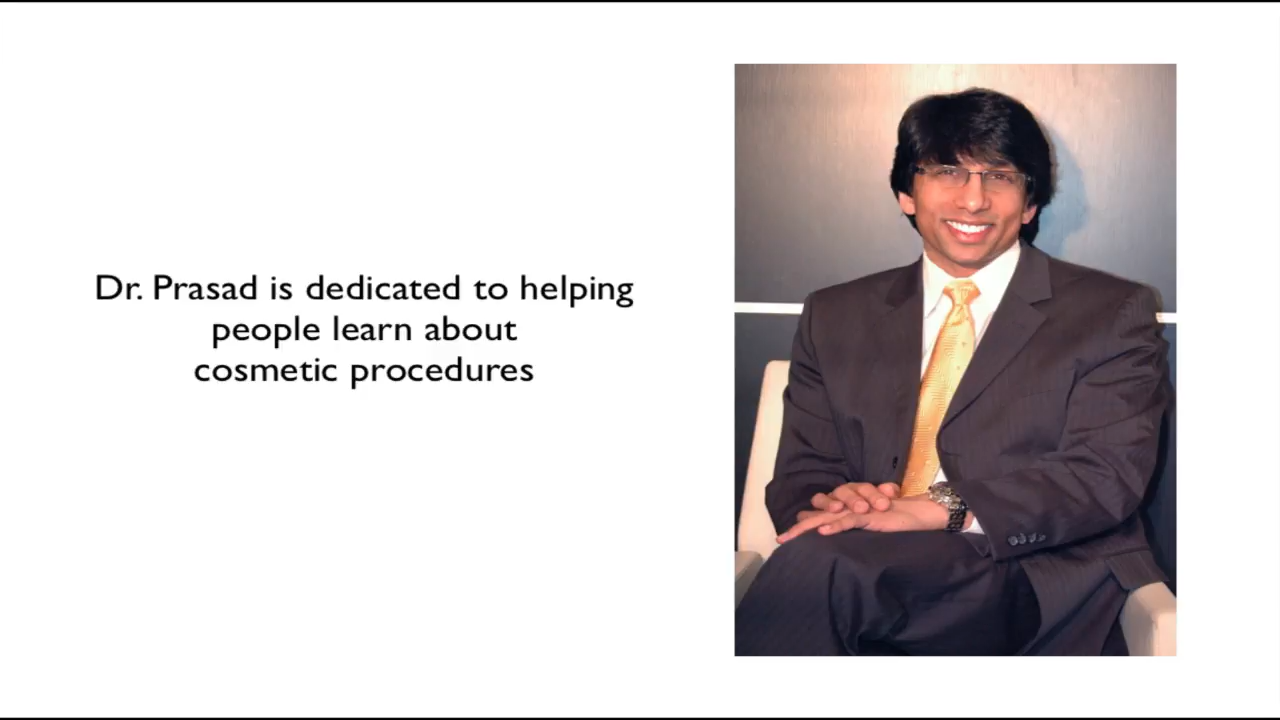 Dr. Prasad is dedicated to helping
people learn about
cosmetic procedures